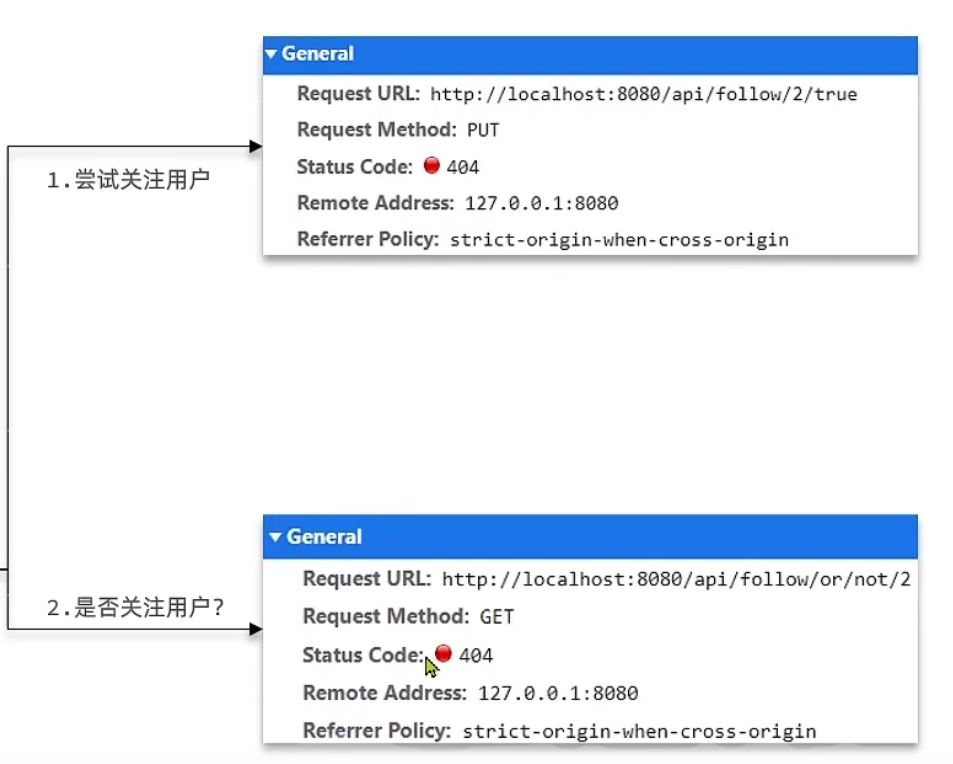 General
Request URL: http://localhost:8080/api/follow/2/true
Request Method: PUT
Status Code: 404
Remote Address: 127.0.0.1:8080
Referrer Policy: strict-origin-when-cross-origin
1.尝试关注用户
General
Request URL: http://localhost:8080/api/follow/or/not/2
Request Method: GET
Status Code: 404
Remote Address: 127.0.0.1:8080
Referrer Policy: strict-origin-when-cross-origin
2.是否关注用户?